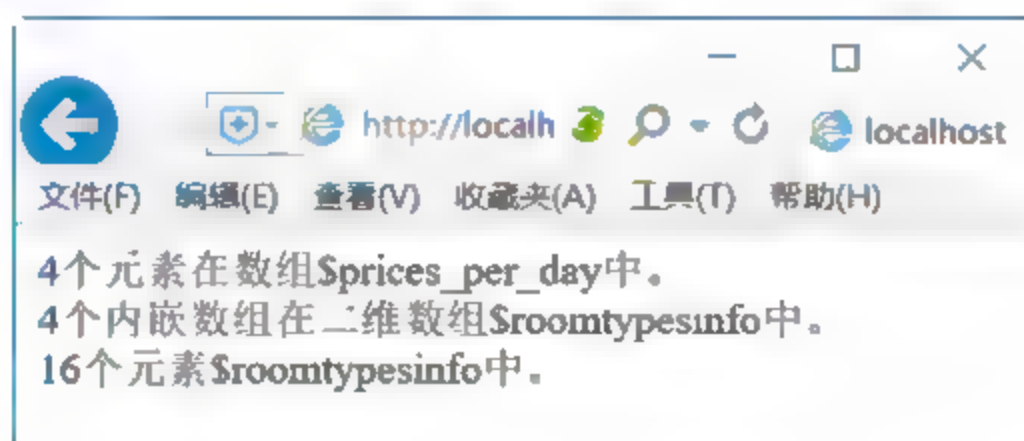 http://localh localhost
文件(F) 编辑(E) 查看(V) 收藏夹(A) 工具(T) 帮助(H)
4个元素在数组$prices_per_day中。
4个内嵌数组在二维数组$roomtypesinfo中。
16个元素$roomtypesinfo中。